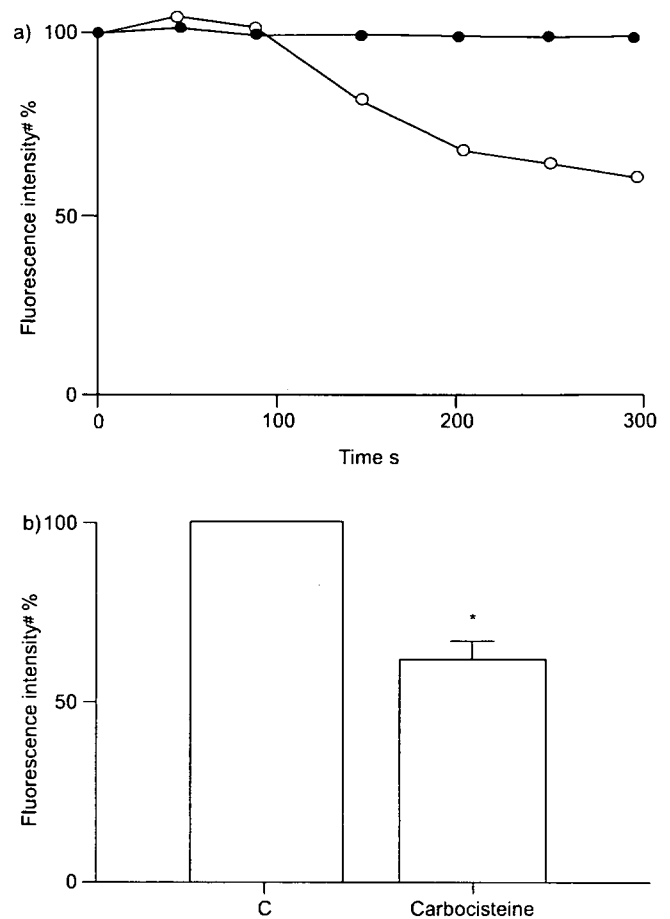 a)
100
50
0
Fluorescence intensity# %
0 100 200 300
Time s
b)
100
50
0
Fluorescence intensity# %
*
C Carbocisteine